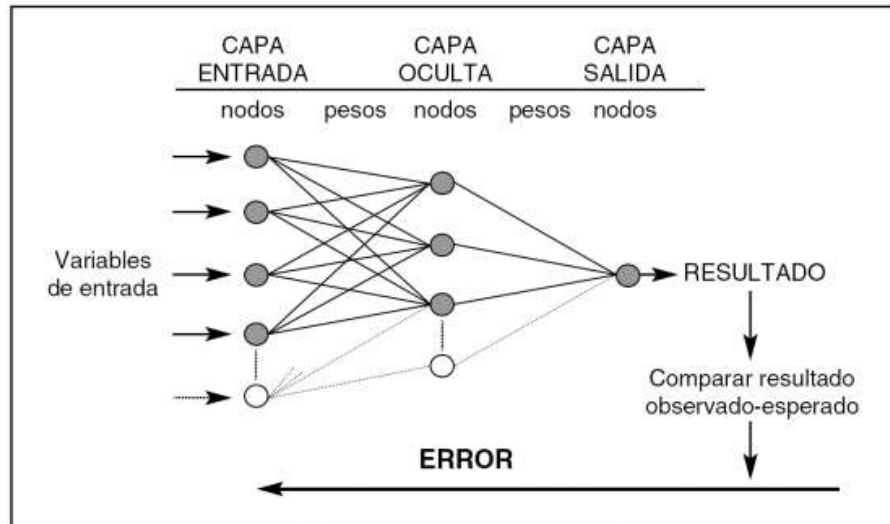 CAPA CAPA CAPA
ENTRADA OCULTA SALIDA
nodos pesos nodos pesos nodos
Variables
de entrada
RESULTADO
Comparar resultado
observado-esperado
ERROR